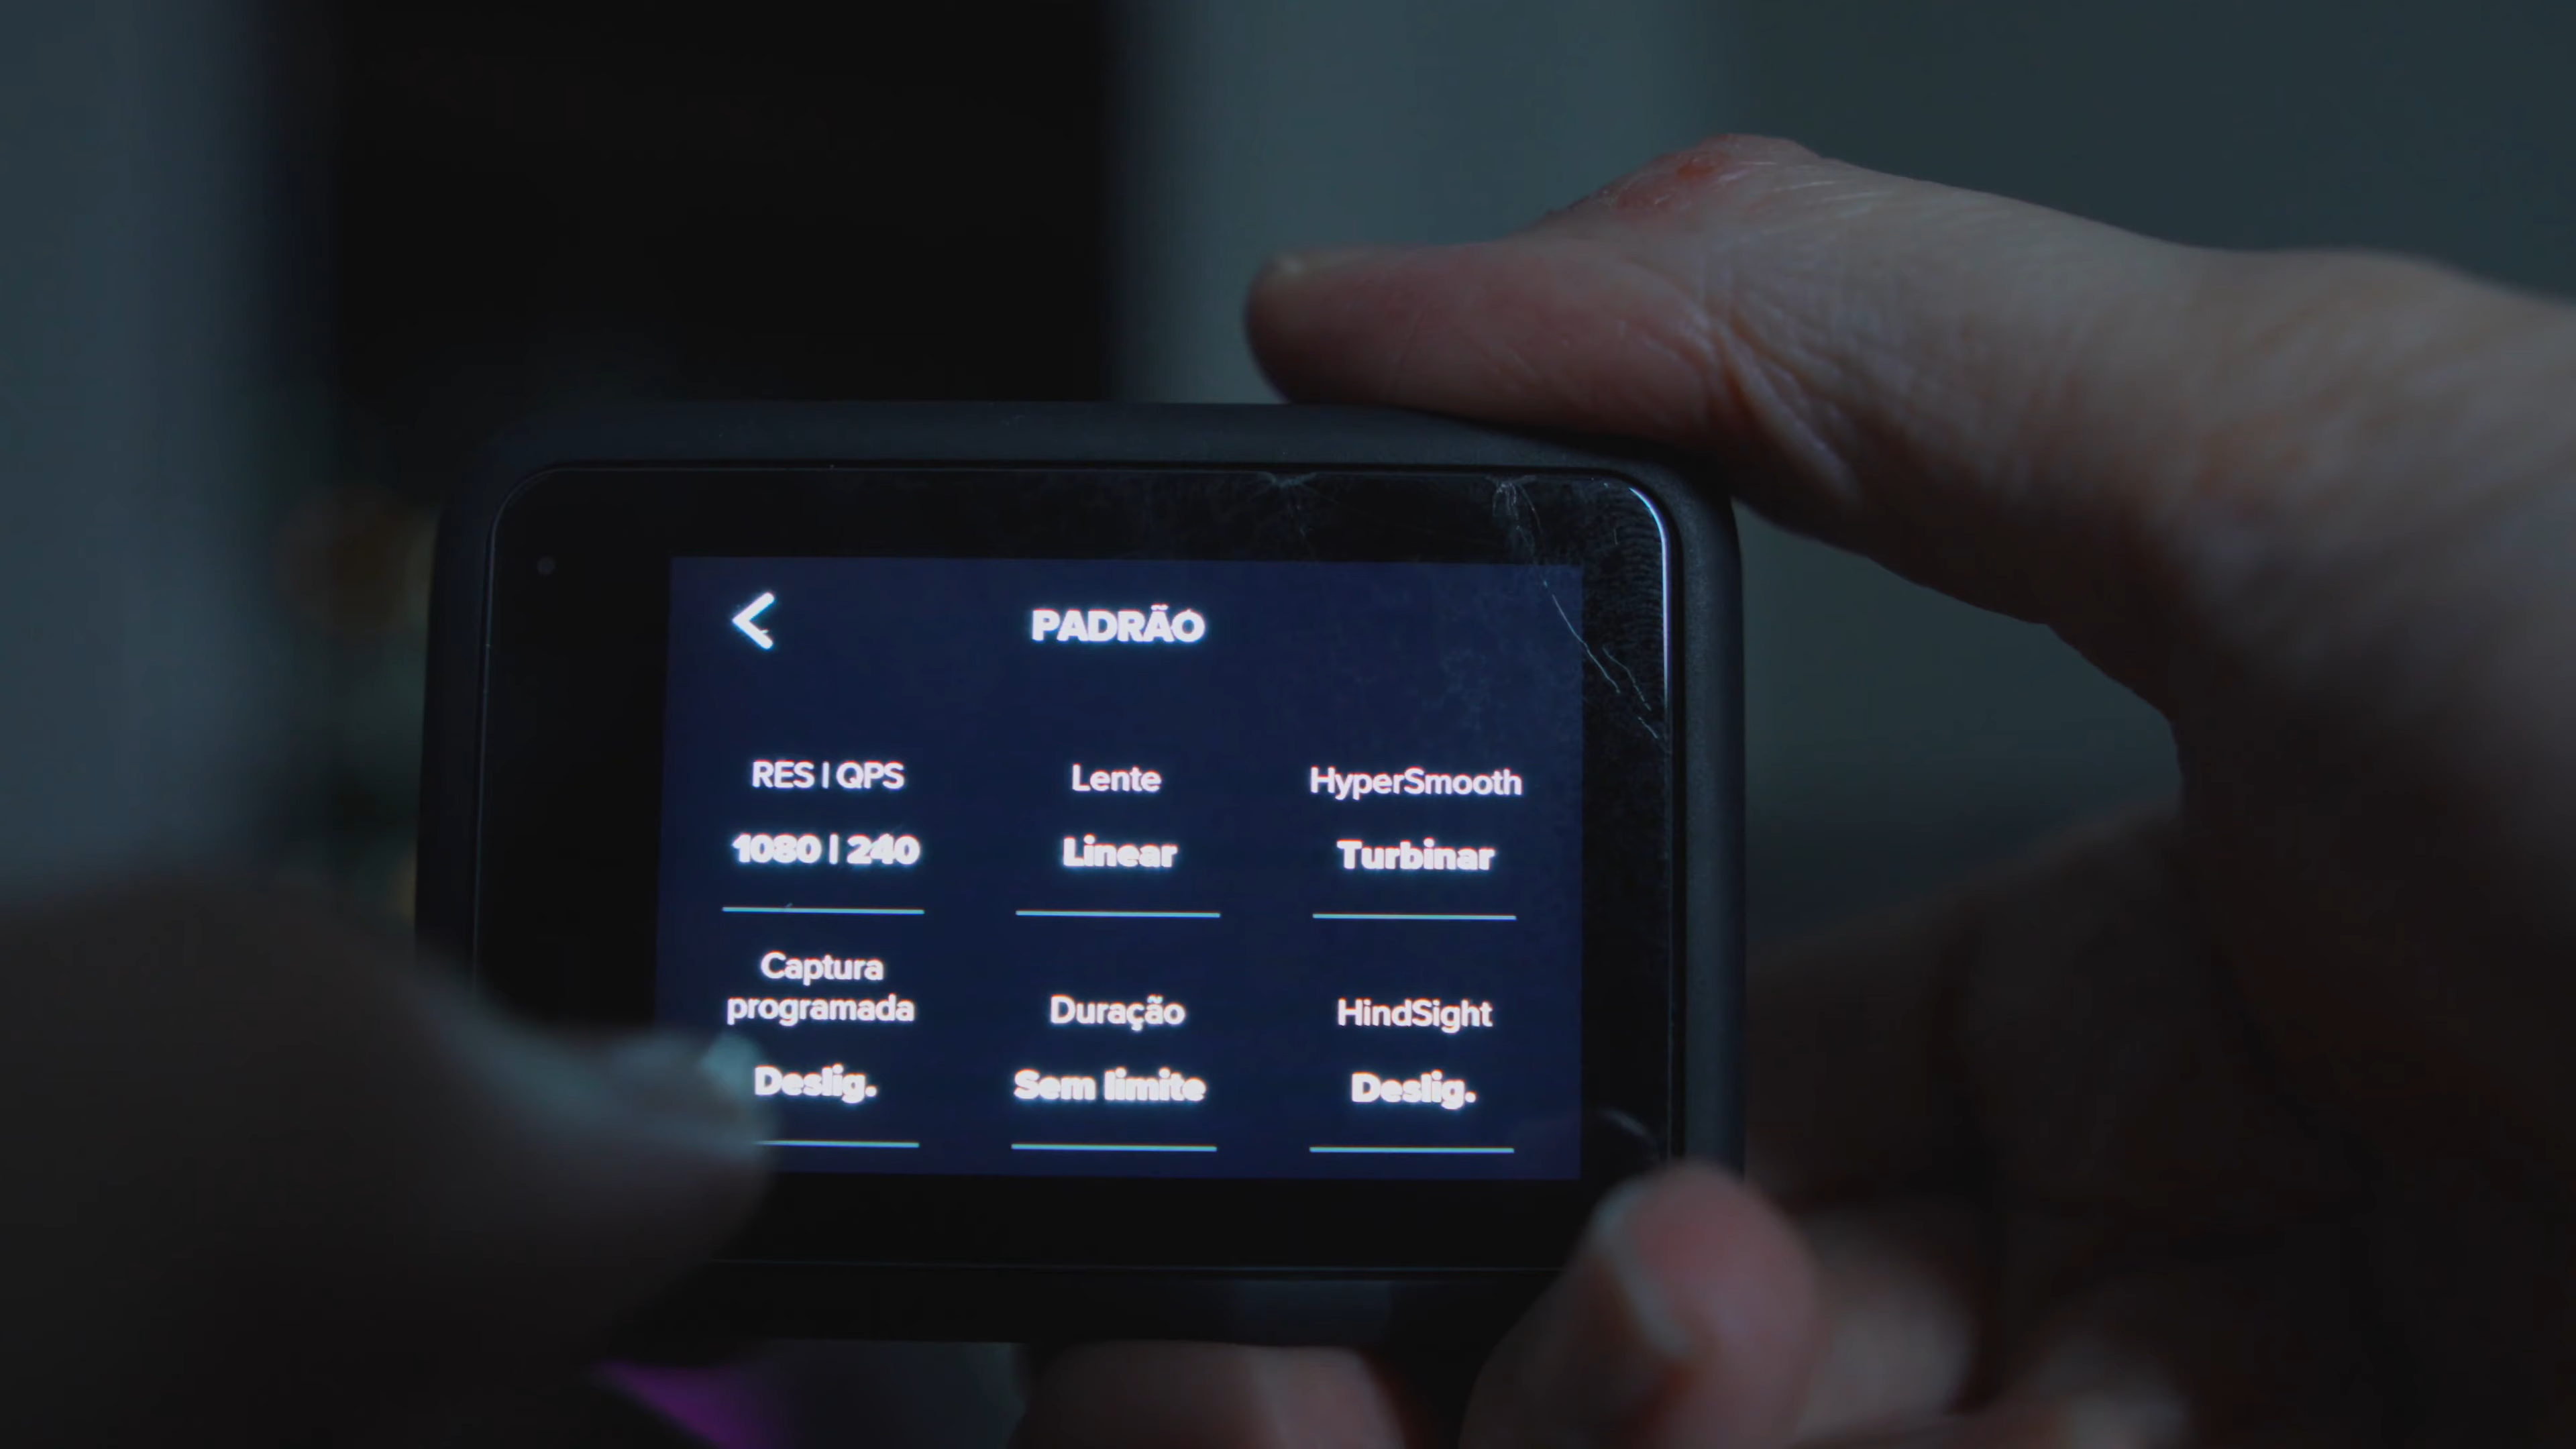 PADRÃO
RES | QPS
1080 | 240
Lente
Linear
HyperSmooth
Turbinar
Captura
programada
Deslig.
Duração
Sem limite
HindSight
Deslig.